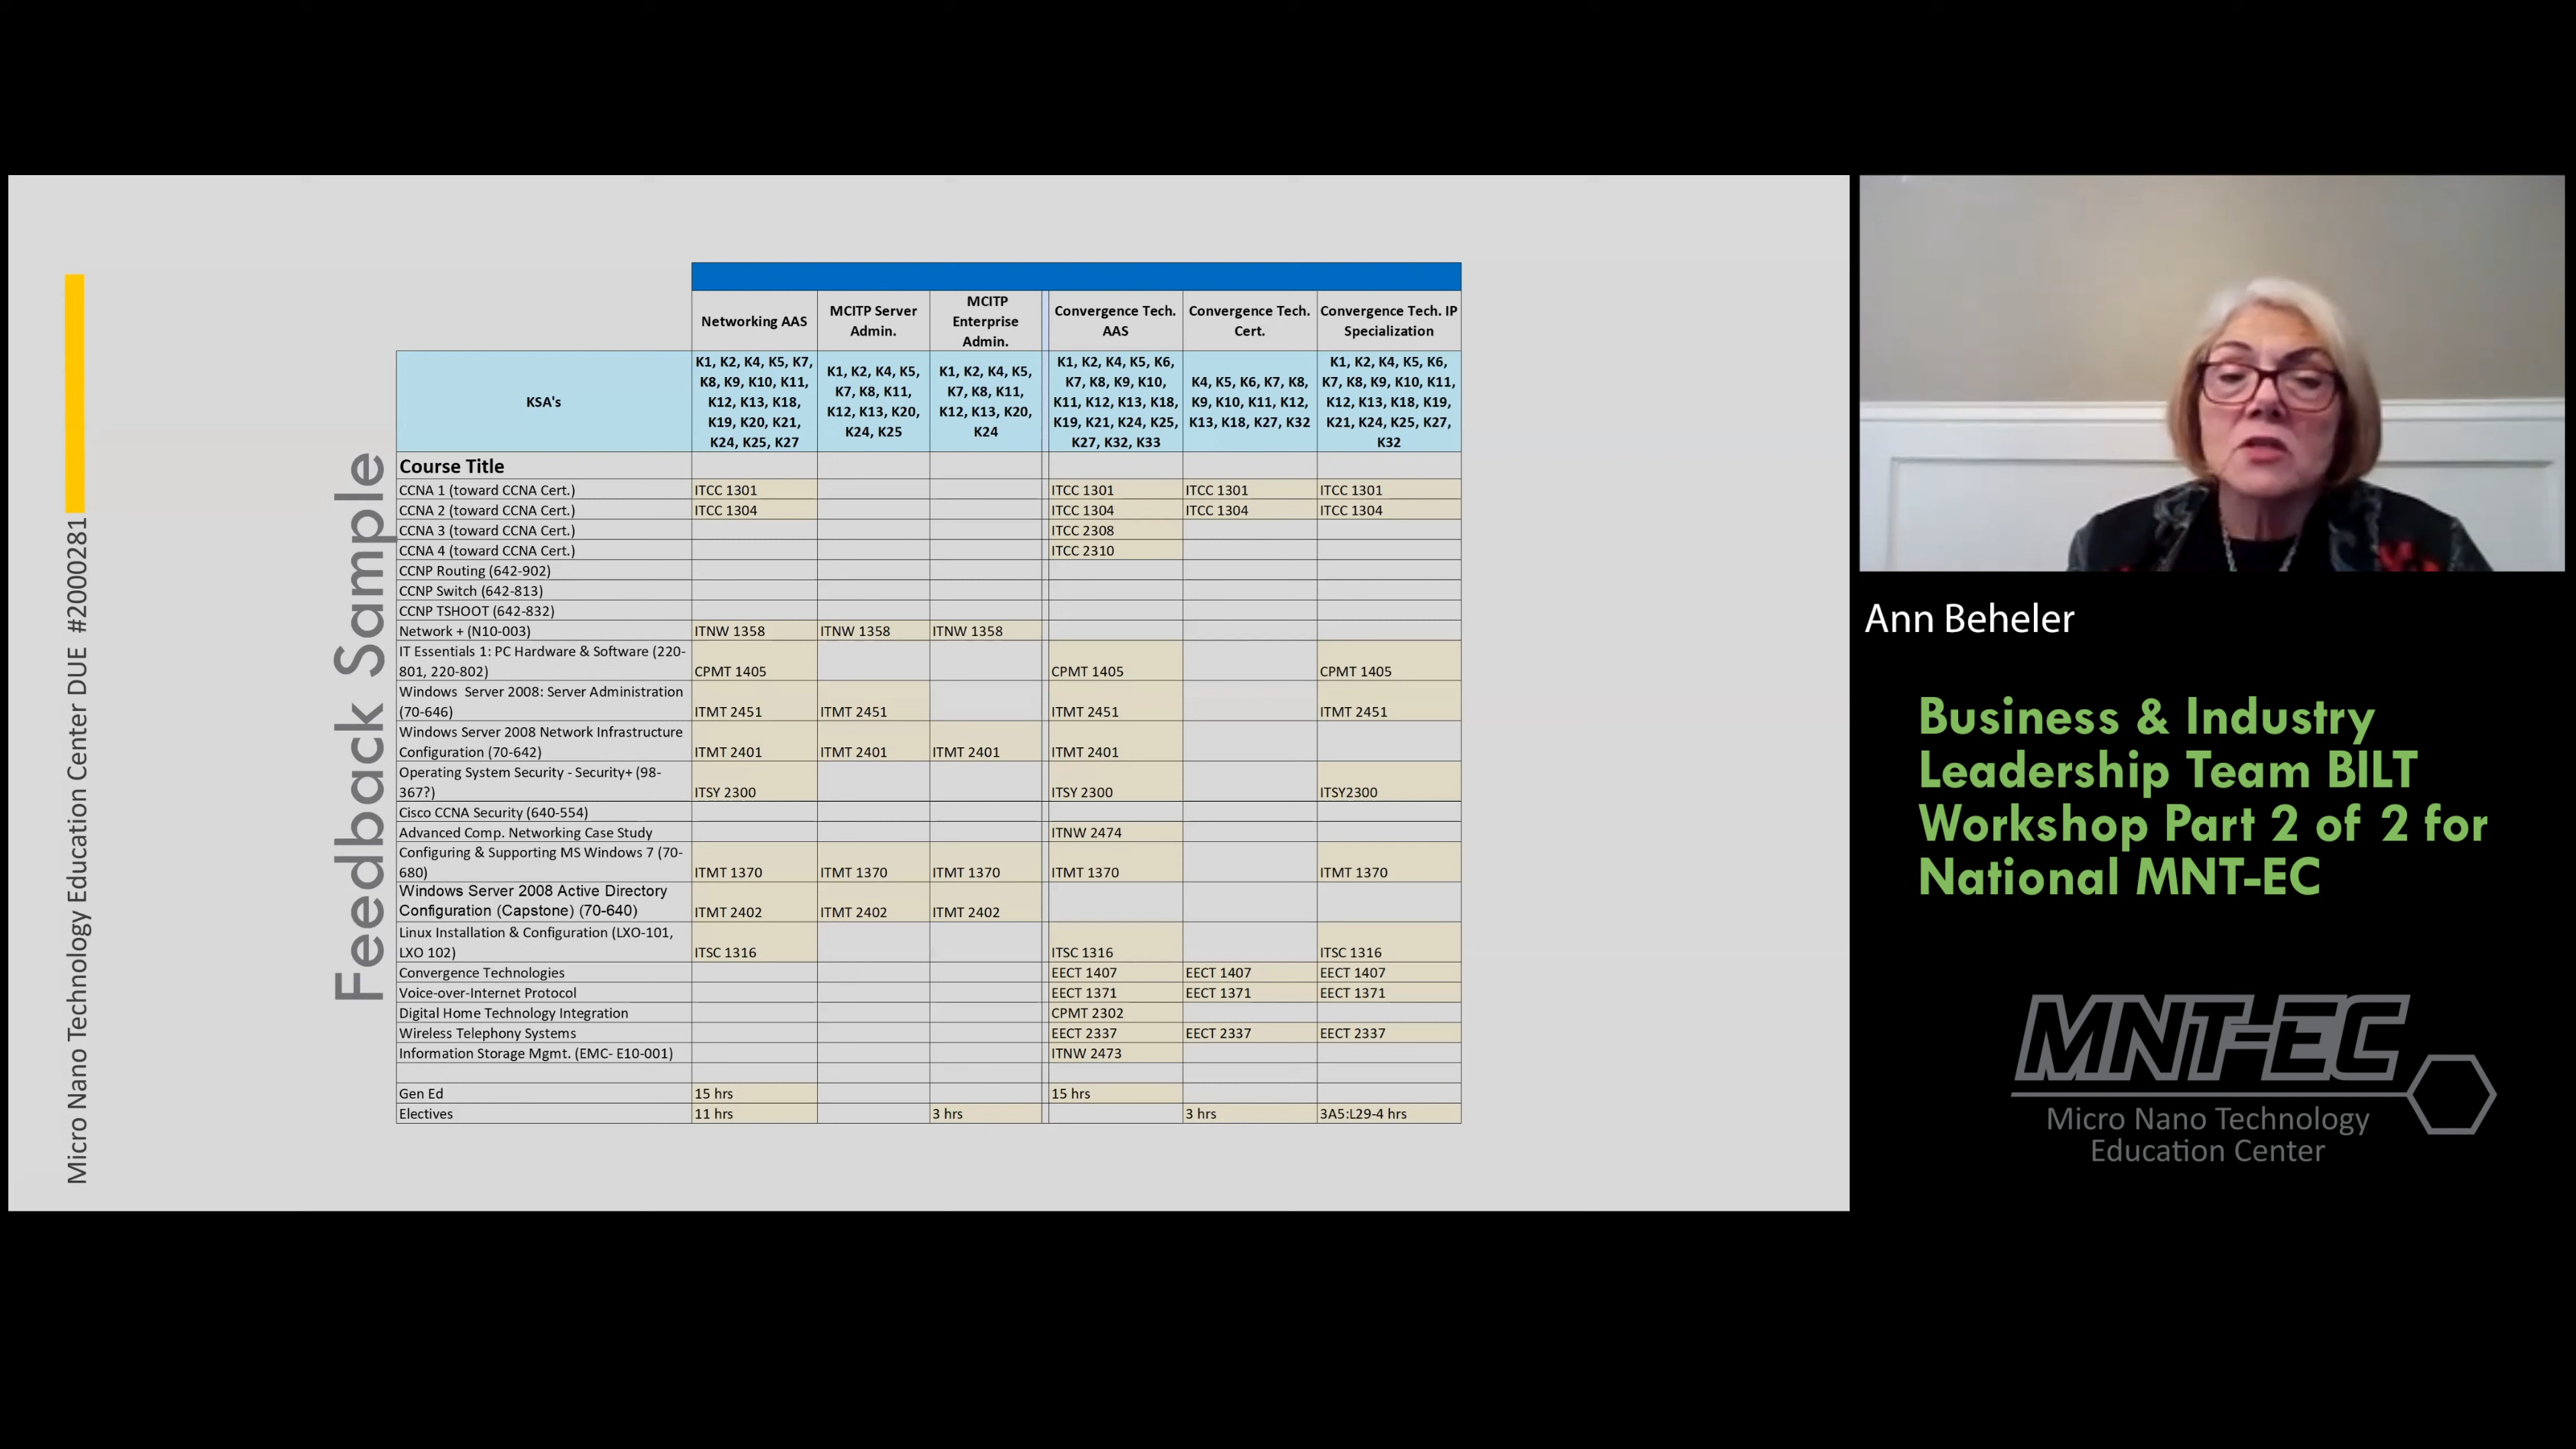 Micro Nano Technology Education Center DUE #2000281
Feedback Sample
Networking AAS
MCITP Server
Admin.
MCITP
Enterprise
Admin.
Convergence Tech.
AAS
Convergence Tech.
Cert.
Convergence Tech. IP
Specialization
KSA's
K1, K2, K4, K5, K7,
K8, K9, K10, K11,
K12, K13, K18,
K19, K20, K21,
K24, K25, K27
K1, K2, K4, K5,
K7, K8, K11,
K12, K13, K20,
K24, K25
K1, K2, K4, K5,
K7, K8, K11,
K12, K13, K20,
K24
K1, K2, K4, K5, K6,
K7, K8, K9, K10,
K11, K12, K13, K18,
K19, K21, K24, K25,
K27, K32, K33
K4, K5, K6, K7, K8,
K9, K10, K11, K12,
K13, K18, K27, K32
K1, K2, K4, K5, K6,
K7, K8, K9, K10, K11,
K12, K13, K18, K19,
K21, K24, K25, K27,
K32
Course Title
CCNA 1 (toward CCNA Cert.) ITCC 1301 ITCC 1301 ITCC 1301 ITCC 1301
CCNA 2 (toward CCNA Cert.) ITCC 1304 ITCC 1304 ITCC 1304 ITCC 1304
CCNA 3 (toward CCNA Cert.) ITCC 2308
CCNA 4 (toward CCNA Cert.) ITCC 2310
CCNP Routing (642-902)
CCNP Switch (642-813)
CCNP TSHOOT (642-832)
Network + (N10-003) ITNW 1358 ITNW 1358 ITNW 1358
IT Essentials 1: PC Hardware & Software (220-
801, 220-802) CPMT 1405 CPMT 1405 CPMT 1405
Windows Server 2008: Server Administration
(70-646) ITMT 2451 ITMT 2451 ITMT 2451 ITMT 2451
Windows Server 2008 Network Infrastructure
Configuration (70-642) ITMT 2401 ITMT 2401 ITMT 2401 ITMT 2401
Operating System Security - Security+ (98-
367?) ITSY 2300 ITSY 2300 ITSY2300
Cisco CCNA Security (640-554)
Advanced Comp. Networking Case Study ITNW 2474
Configuring & Supporting MS Windows 7 (70-
680) ITMT 1370 ITMT 1370 ITMT 1370 ITMT 1370 ITMT 1370
Windows Server 2008 Active Directory
Configuration (Capstone) (70-640) ITMT 2402 ITMT 2402 ITMT 2402
Linux Installation & Configuration (LXO-101,
LXO 102) ITSC 1316 ITSC 1316 ITSC 1316
Convergence Technologies EECT 1407 EECT 1407 EECT 1407
Voice-over-Internet Protocol EECT 1371 EECT 1371 EECT 1371
Digital Home Technology Integration CPMT 2302
Wireless Telephony Systems EECT 2337 EECT 2337 EECT 2337
Information Storage Mgmt. (EMC- E10-001) ITNW 2473
Gen Ed 15 hrs 15 hrs
Electives 11 hrs 3 hrs 3 hrs 3A5:L29-4 hrs
Ann Beheler
Business & Industry
Leadership Team BILT
Workshop Part 2 of 2 for
National MNT-EC
MNT-EC
Micro Nano Technology
Education Center